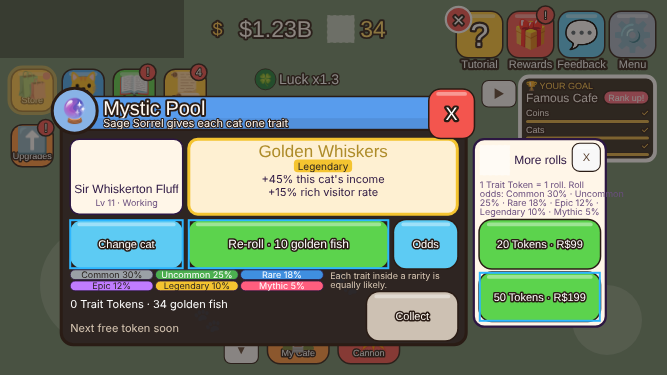 $ $1.23B 34
Tutorial
Rewards
Feedback
Menu
!
Store
!
4
Luck x1.3
YOUR GOAL
Famous Cafe
Rank up!
Coins
Cats
Upgrades
!
Mystic Pool
Sage Sorrel gives each cat one trait
X
Sir Whiskerton Fluff
Lv 11 · Working
Golden Whiskers
Legendary
+45% this cat's income
+15% rich visitor rate
Change cat
Re-roll · 10 golden fish
Odds
Common 30%
Uncommon 25%
Rare 18%
Epic 12%
Legendary 10%
Mythic 5%
Each trait inside a rarity is
equally likely.
0 Trait Tokens · 34 golden fish
Next free token soon
Collect
More rolls
X
1 Trait Token = 1 roll. Roll
odds: Common 30% · Uncommon
25% · Rare 18% · Epic 12% ·
Legendary 10% · Mythic 5%
20 Tokens · R$99
50 Tokens · R$199
My Cafe
Cannon